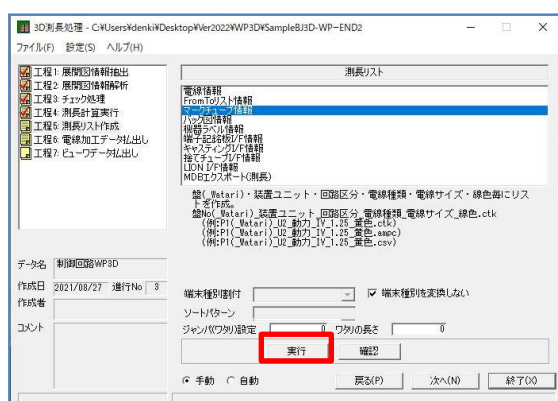 3D測長処理 - C:¥Users¥denki¥Desktop¥Ver2022¥WP3D¥SampleBJ3D-WP-END2
ファイル(F) 設定(S) ヘルプ(H)
工程1: 展開図情報抽出
工程2: 展開図情報解析
工程3: チェック処理
工程4: 測長計算実行
工程5: 測長リスト作成
工程6: 電線加工データ払出し
工程7: ビューワデータ払出し
測長リスト
電線情報
FromToリスト情報
マークチューブ情報
バック図情報
機器ラベル情報
端子記銘板I/F情報
キャスティングI/F情報
捨てチューブI/F情報
LION I/F情報
MDBエクスポート(測長)
盤(_Watari)・装置ユニット・回路区分・電線種類・電線サイズ・線色毎にリス
トを作成。
盤No(_Watari)_装置ユニット_回路区分_電線種類_電線サイズ_線色.ctk
(例:P1(_Watari)_U2_動力_IV_1.25_黄色.ctk)
(例:P1(_Watari)_U2_動力_IV_1.25_黄色.ampc)
(例:P1(_Watari)_U2_動力_IV_1.25_黄色.csv)
データ名 制御回路WP3D
作成日 2021/08/27 進行No 3
作成者
コメント
端末種別割付 端末種別を変換しない
ソートパターン
ジャンパ(ワタリ)設定 0 ワタリの長さ 0
実行 確認
手動 自動 戻る(P) 次へ(N) 終了(X)